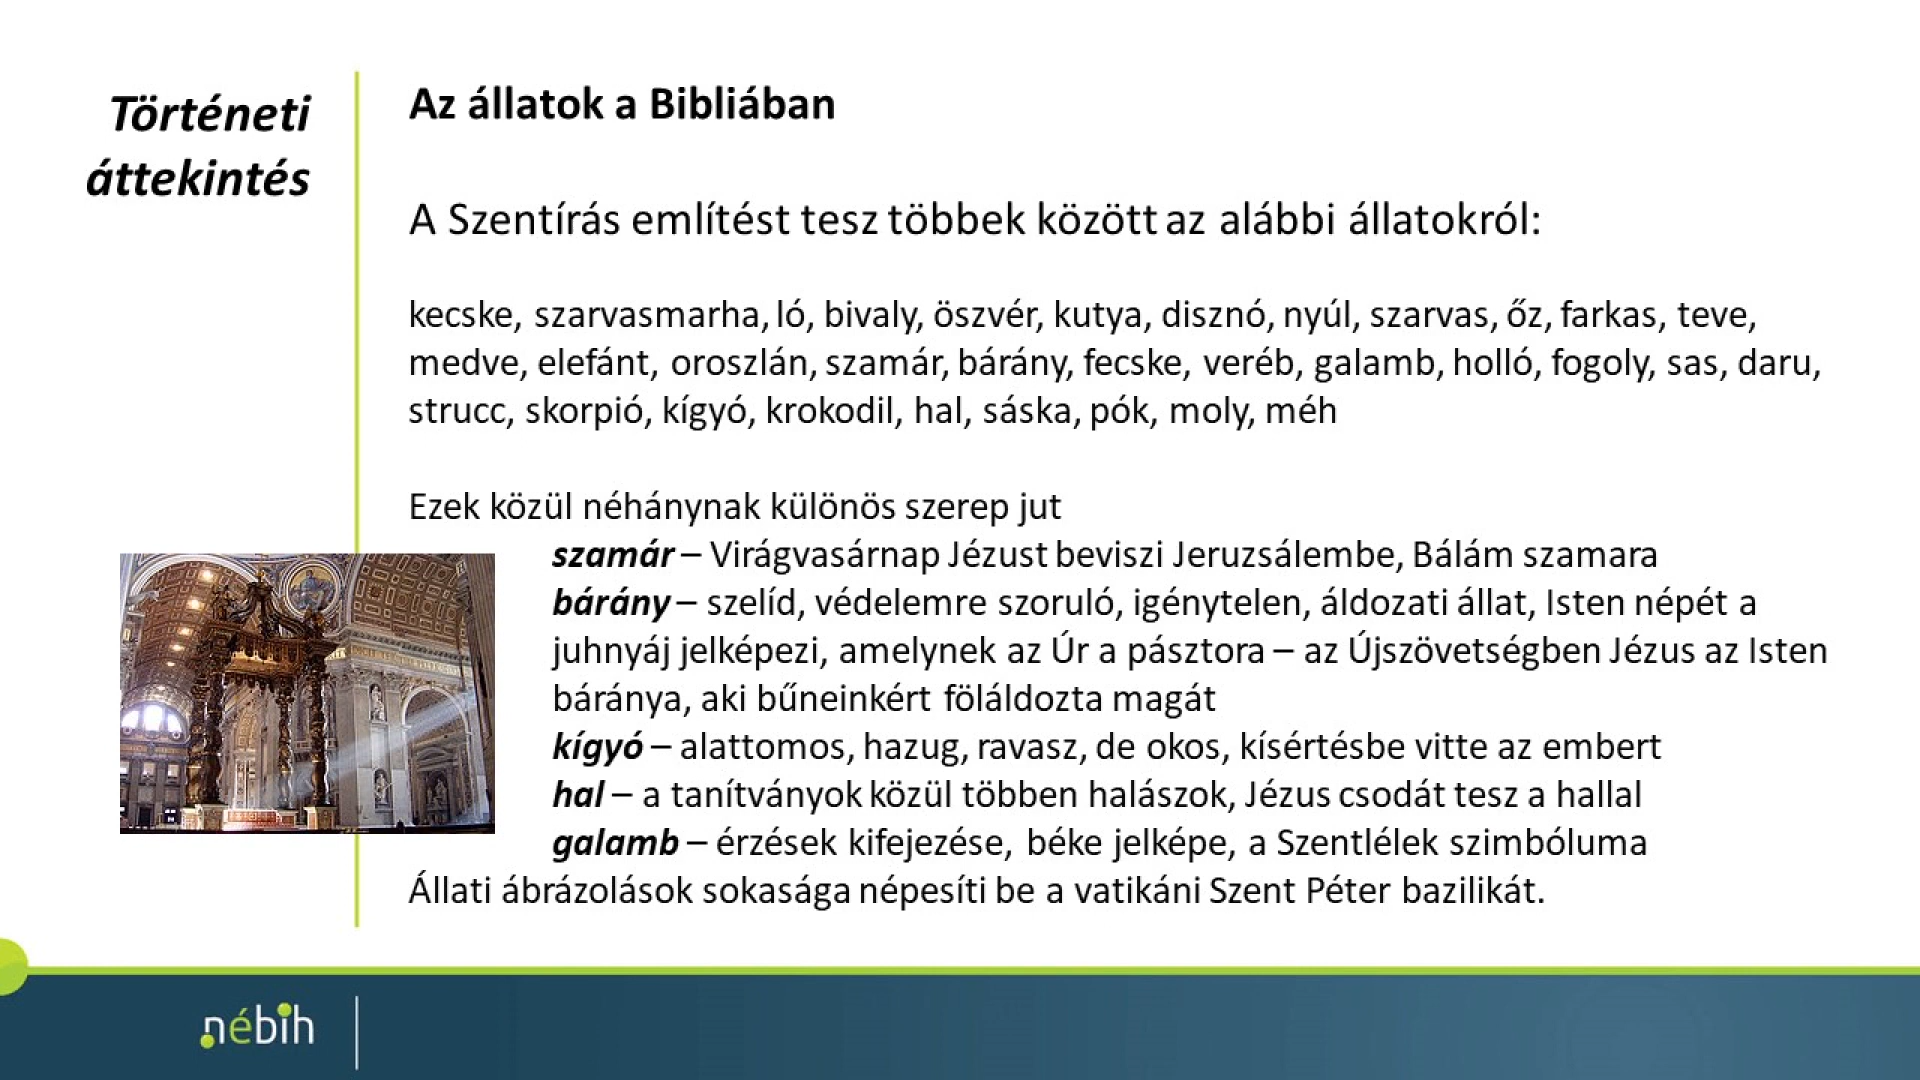 Történeti
áttekintés
Az állatok a Bibliában
A Szentírás említést tesz többek között az alábbi állatokról:
kecske, szarvasmarha, ló, bivaly, öszvér, kutya, disznó, nyúl, szarvas, őz, farkas, teve,
medve, elefánt, oroszlán, szamár, bárány, fecske, veréb, galamb, holló, fogoly, sas, daru,
strucc, skorpió, kígyó, krokodil, hal, sáska, pók, moly, méh
Ezek közül néhánynak különös szerep jut
szamár – Virágvasárnap Jézust beviszi Jeruzsálembe, Bálám szamara
bárány – szelíd, védelemre szoruló, igénytelen, áldozati állat, Isten népét a
juhnyáj jelképezi, amelynek az Úr a pásztora – az Újszövetségben Jézus az Isten
báránya, aki bűneinkért föláldozta magát
kígyó – alattomos, hazug, ravasz, de okos, kísértésbe vitte az embert
hal – a tanítványok közül többen halászok, Jézus csodát tesz a hallal
galamb – érzések kifejezése, béke jelképe, a Szentlélek szimbóluma
Állati ábrázolások sokasága népesíti be a vatikáni Szent Péter bazilikát.
nébih